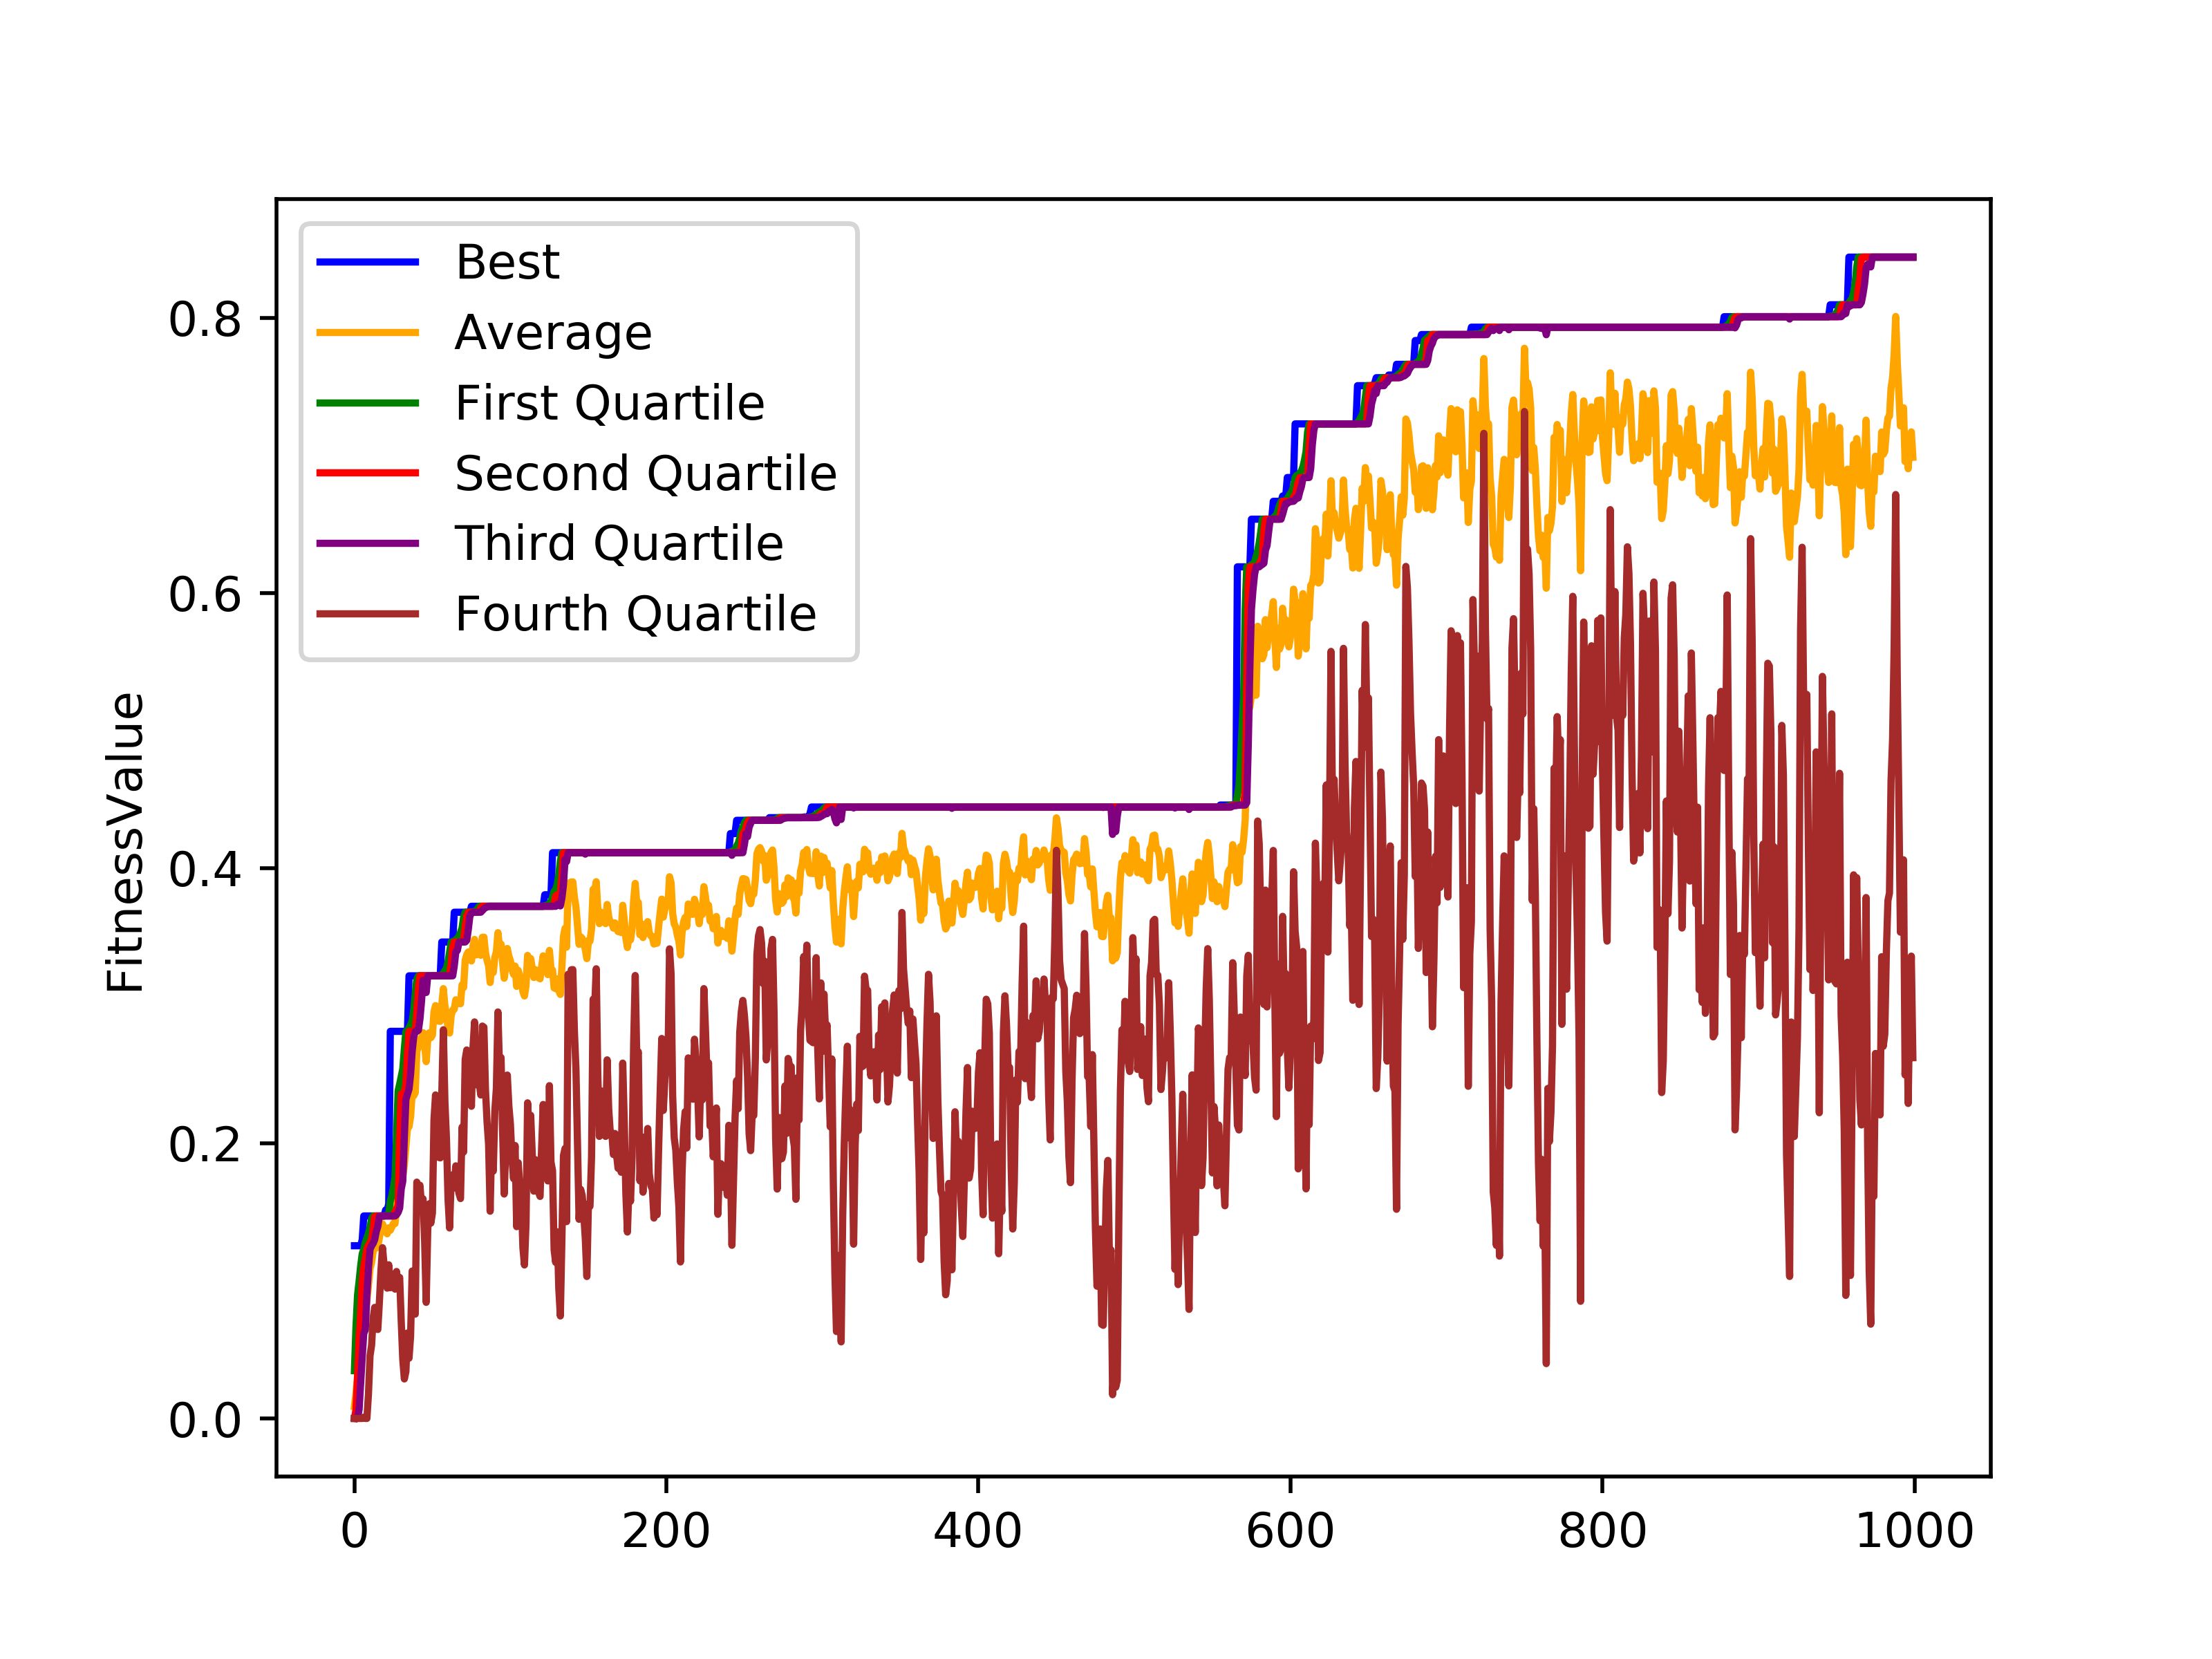 Best
Average
First Quartile
Second Quartile
Third Quartile
Fourth Quartile
FitnessValue
0.8
0.6
0.4
0.2
0.0
0 200 400 600 800 1000